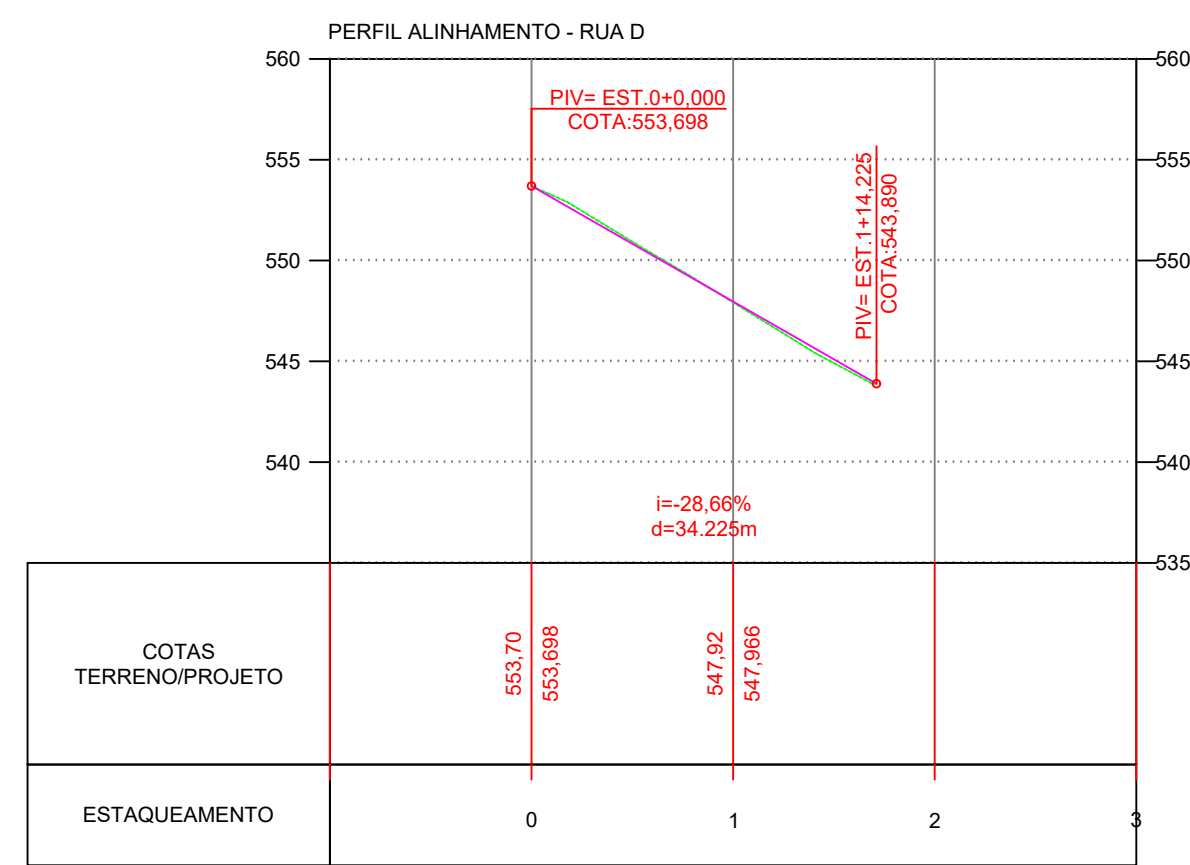 PERFIL ALINHAMENTO - RUA D
560
560
PIV= EST.0+0,000
COTA:553,698
555
555
PIV= EST.1+14,225
COTA:543,890
550
550
545
545
540
540
i=-28,66%
d=34.225m
535
COTAS
TERRENO/PROJETO
553,70
553,698
547,92
547,966
ESTAQUEAMENTO
0
1
2
3